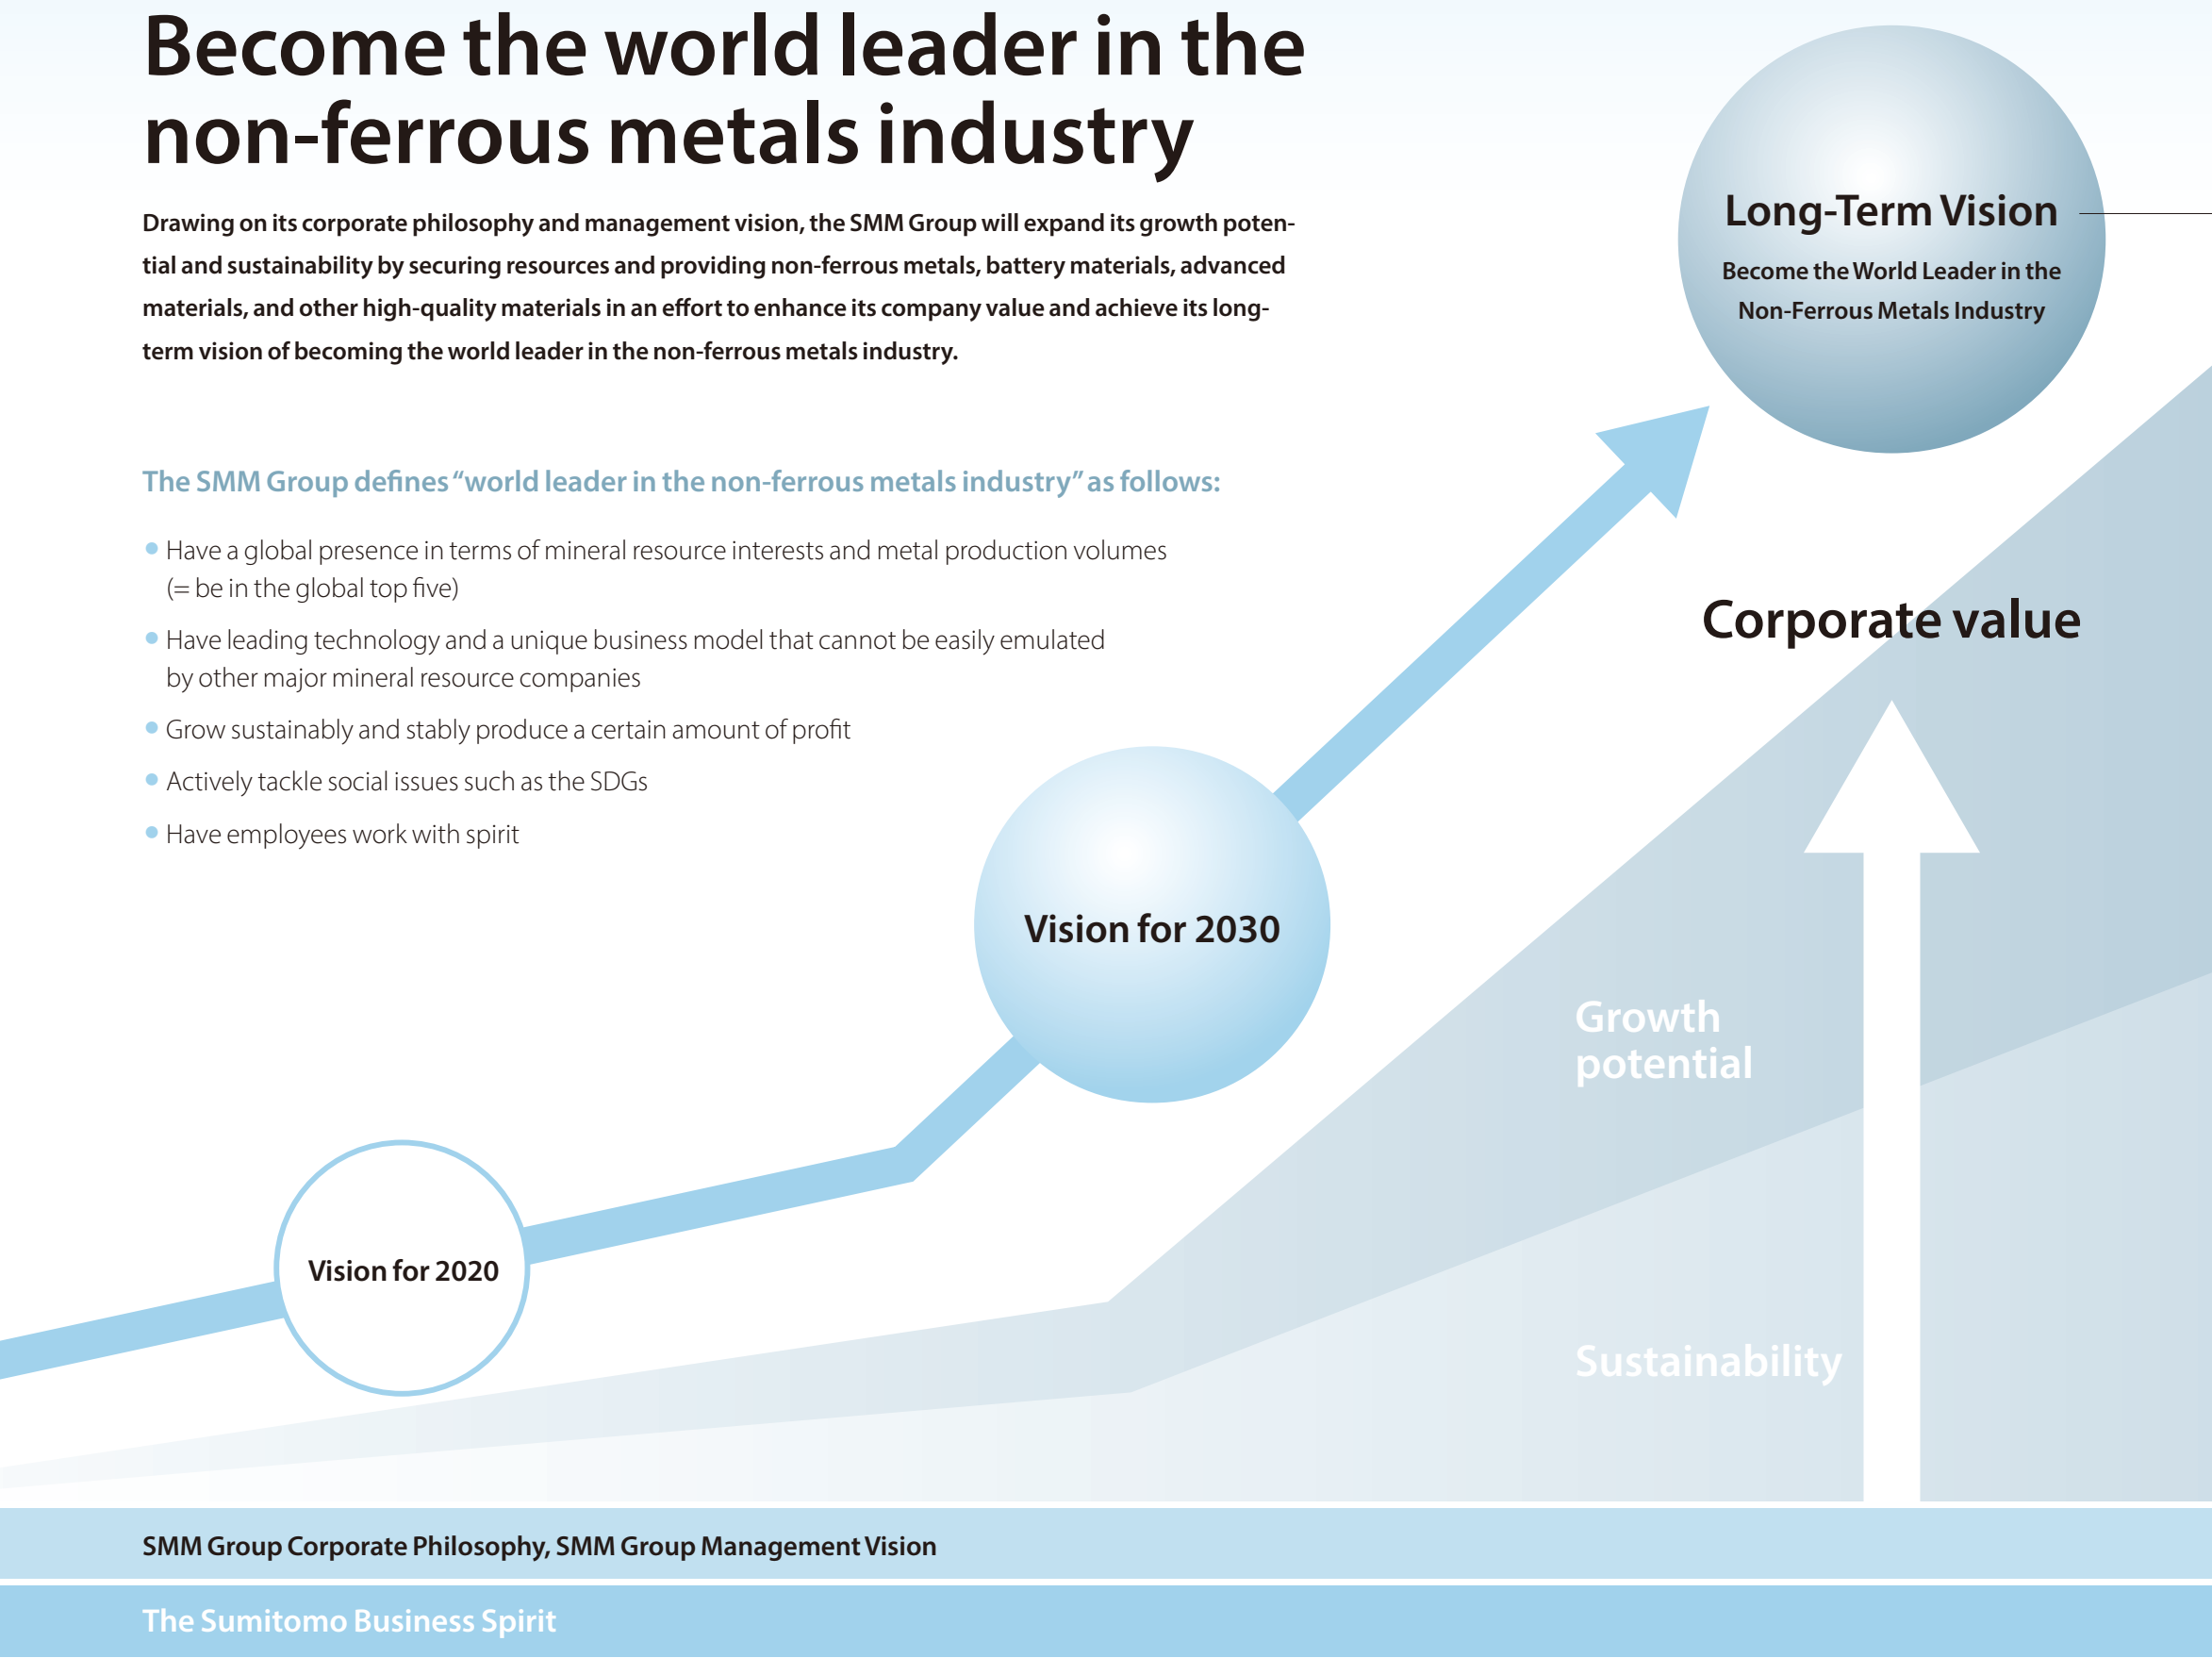 Become the world leader in the
non-ferrous metals industry
Drawing on its corporate philosophy and management vision, the SMM Group will expand its growth poten-
tial and sustainability by securing resources and providing non-ferrous metals, battery materials, advanced
materials, and other high-quality materials in an effort to enhance its company value and achieve its long-
term vision of becoming the world leader in the non-ferrous metals industry.
The SMM Group defines “world leader in the non-ferrous metals industry” as follows:
● Have a global presence in terms of mineral resource interests and metal production volumes
(= be in the global top five)
● Have leading technology and a unique business model that cannot be easily emulated
by other major mineral resource companies
● Grow sustainably and stably produce a certain amount of profit
● Actively tackle social issues such as the SDGs
● Have employees work with spirit
Long-Term Vision
Become the World Leader in the
Non-Ferrous Metals Industry
Corporate value
Vision for 2030
Growth
potential
Vision for 2020
Sustainability
SMM Group Corporate Philosophy, SMM Group Management Vision
The Sumitomo Business Spirit